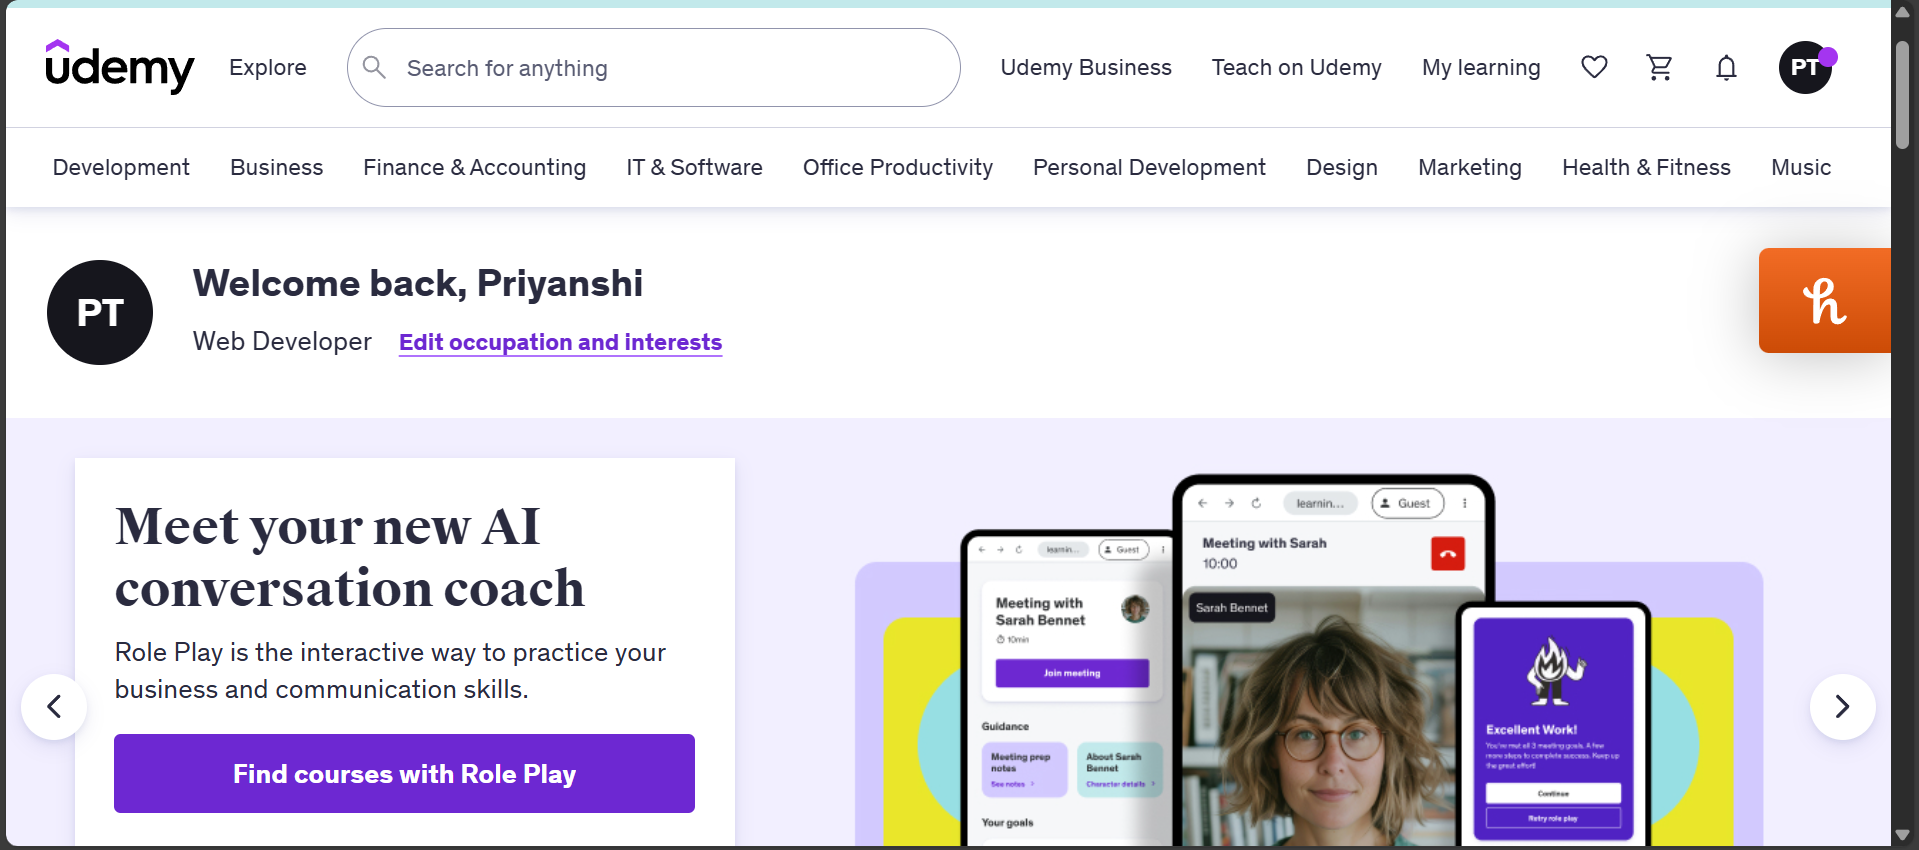 udemy
Explore
Search for anything
Udemy Business
Teach on Udemy
My learning
PT
Development
Business
Finance & Accounting
IT & Software
Office Productivity
Personal Development
Design
Marketing
Health & Fitness
Music
PT
Welcome back, Priyanshi
Web Developer
Edit occupation and interests
h
Meet your new AI
conversation coach
Role Play is the interactive way to practice your
business and communication skills.
Find courses with Role Play
learnin...
Guest
Meeting with
Sarah Bennet
10min
Join meeting
Guidance
Meeting prep
notes
See notes
About Sarah
Bennet
Character details
Your goals
learnin...
Guest
Meeting with Sarah
10:00
Sarah Bennet
Excellent Work!
You've met all 3 meeting goals. A few
more steps to complete success. Keep up
the great effort!
Continue
Retry role play